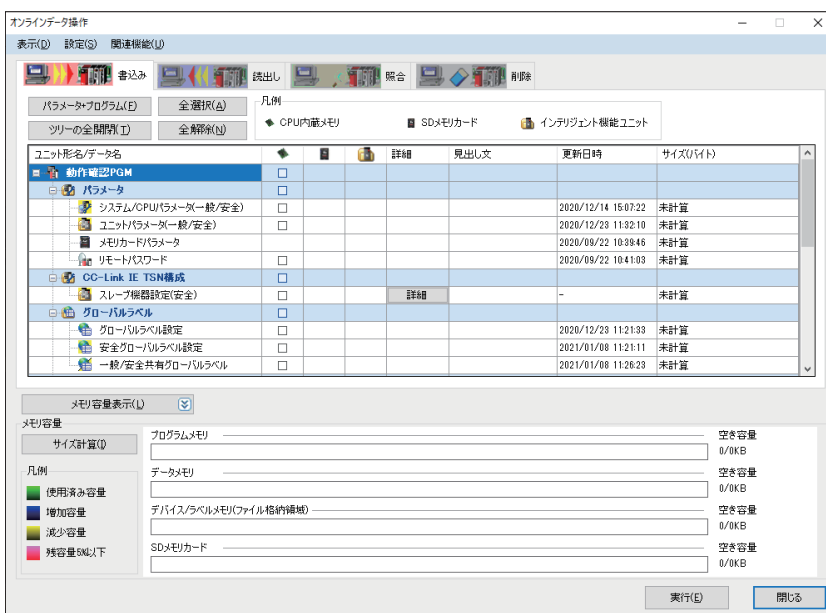 オンラインデータ操作
表示(D) 設定(S) 関連機能(U)
書込み 読出し 照合 削除
パラメータ+プログラム(F) 全選択(A)
ツリーの全開閉(T) 全解除(N)
凡例
CPU内蔵メモリ SDメモリカード インテリジェント機能ユニット
ユニット形名/データ名 詳細 見出し文 更新日時 サイズ(バイト)
動作確認PGM
パラメータ
システム/CPUパラメータ(一般/安全) 2020/12/14 15:07:22 未計算
ユニットパラメータ(一般/安全) 2020/12/23 11:32:10 未計算
メモリカードパラメータ 2020/09/22 10:39:46 未計算
リモートパスワード 2020/09/22 10:41:03 未計算
CC-Link IE TSN構成
スレーブ機器設定(安全) 詳細 - 未計算
グローバルラベル
グローバルラベル設定 2020/12/23 11:21:33 未計算
安全グローバルラベル設定 2021/01/08 11:21:11 未計算
一般/安全共有グローバルラベル 2021/01/08 11:26:23 未計算
メモリ容量表示(L)
メモリ容量
サイズ計算(I)
凡例
使用済み容量
増加容量
減少容量
残容量5%以下
プログラムメモリ 空き容量
0/0KB
データメモリ 空き容量
0/0KB
デバイス/ラベルメモリ(ファイル格納領域) 空き容量
0/0KB
SDメモリカード 空き容量
0/0KB
実行(E) 閉じる